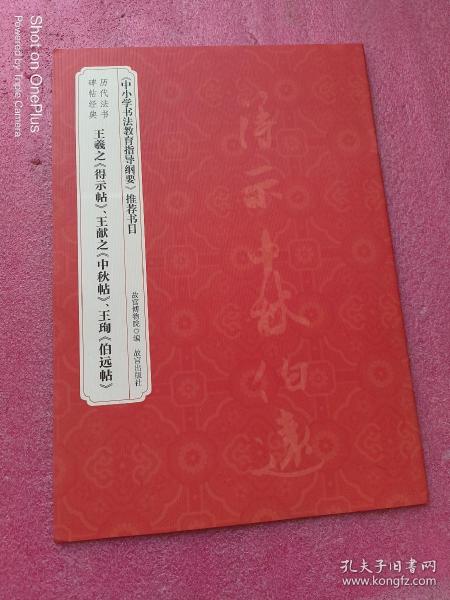 Shot on OnePlus
Powered by Triple Camera
《中小学书法教育指导纲要》推荐书目
历代法书
碑帖经典
王羲之《得示帖》、王献之《中秋帖》、王珣《伯远帖》
故宫博物院◎编 故宫出版社
得示中秋伯远
孔夫子旧书网
www.kongfz.com